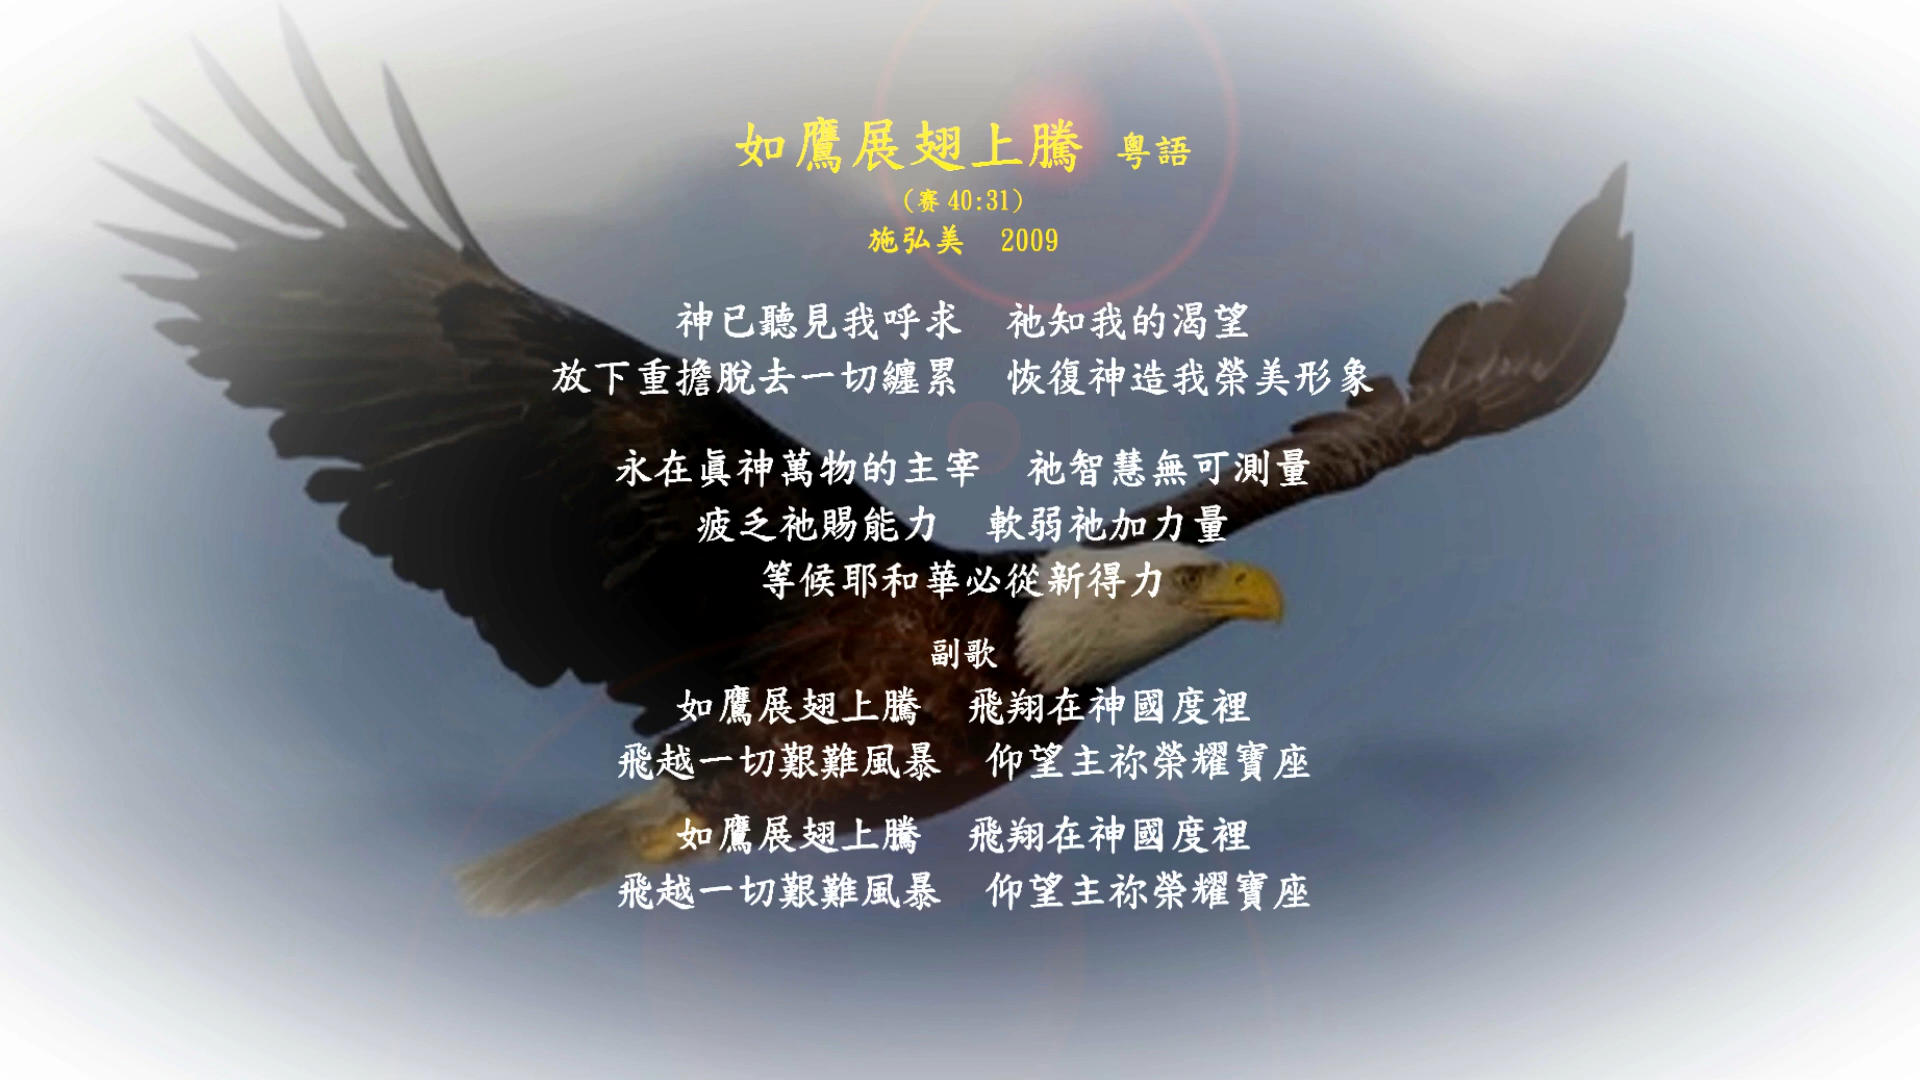 如鷹展翅上騰 粵語
（赛 40:31）
施弘美　2009
神已聽見我呼求　祂知我的渴望
放下重擔脫去一切纏累　恢復神造我榮美形象
永在眞神萬物的主宰　祂智慧無可測量
疲乏祂賜能力　軟弱祂加力量
等候耶和華必從新得力
副歌
如鷹展翅上騰　飛翔在神國度裡
飛越一切艱難風暴　仰望主祢榮耀寶座
如鷹展翅上騰　飛翔在神國度裡
飛越一切艱難風暴　仰望主祢榮耀寶座